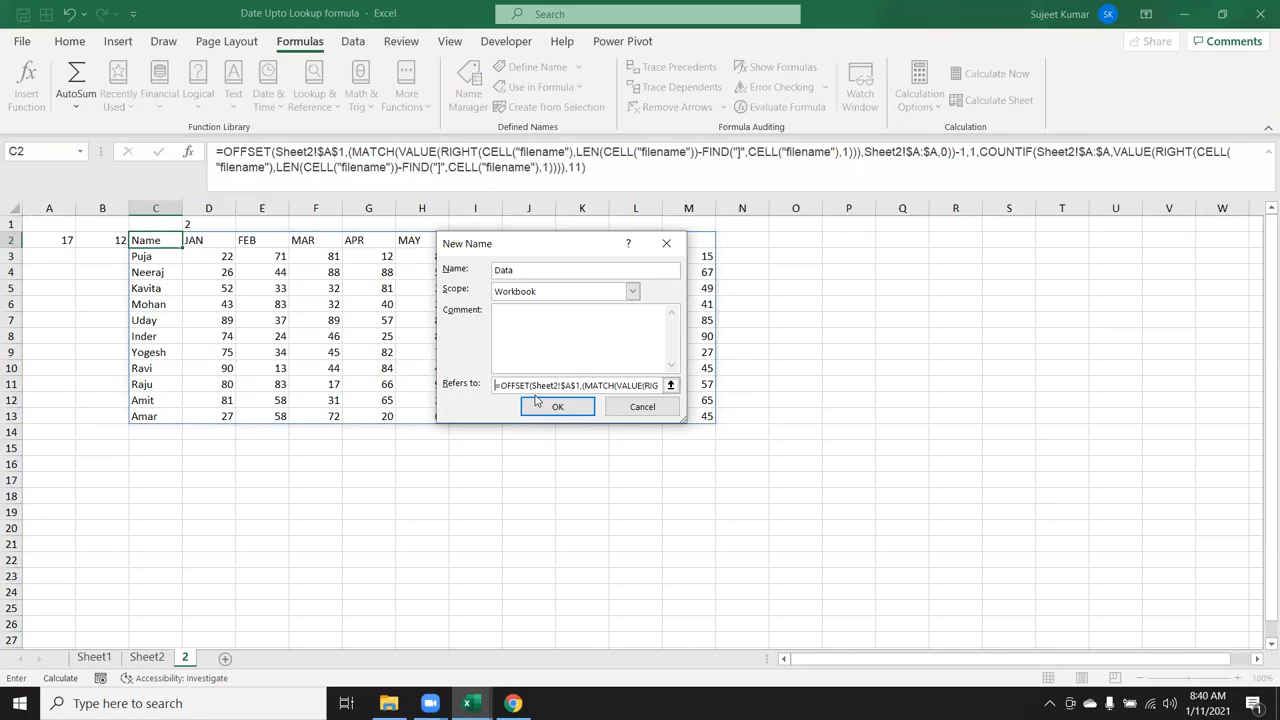 Date Upto Lookup formula - Excel
Search
Sujeet Kumar SK
File Home Insert Draw Page Layout Formulas Data Review View Developer Help Power Pivot
Share Comments
Insert Function
AutoSum
Recently Used
Financial
Logical
Text
Date & Time
Lookup & Reference
Math & Trig
More Functions
Function Library
Name Manager
Define Name
Use in Formula
Create from Selection
Defined Names
Trace Precedents
Trace Dependents
Remove Arrows
Show Formulas
Error Checking
Evaluate Formula
Formula Auditing
Watch Window
Calculation Options
Calculate Now
Calculate Sheet
Calculation
C2
fx
=OFFSET(Sheet2!$A$1,(MATCH(VALUE(RIGHT(CELL("filename"),LEN(CELL("filename"))-FIND("]",CELL("filename"),1))),Sheet2!$A:$A,0))-1,1,COUNTIF(Sheet2!$A:$A,VALUE(RIGHT(CELL(
"filename"),LEN(CELL("filename"))-FIND("]",CELL("filename"),1)))),11)
A B C D E F G H I J K L M N O P Q R S T U V W
1 2
2 17 12 Name JAN FEB MAR APR MAY
3 Puja 22 71 81 12 15
4 Neeraj 26 44 88 88 67
5 Kavita 52 33 32 81 49
6 Mohan 43 83 32 40 41
7 Uday 89 37 89 57 85
8 Inder 74 24 46 25 90
9 Yogesh 75 34 45 82 27
10 Ravi 90 13 44 84 45
11 Raju 80 83 17 66 57
12 Amit 81 58 31 65 65
13 Amar 27 58 72 20 45
14
15
16
17
18
19
20
21
22
23
24
25
26
27
New Name
?
Name: Data
Scope: Workbook
Comment:
Refers to: =OFFSET(Sheet2!$A$1,(MATCH(VALUE(RIG
OK Cancel
Sheet1 Sheet2 2
Enter Calculate Accessibility: Investigate
100%
Type here to search
8:40 AM
1/11/2021